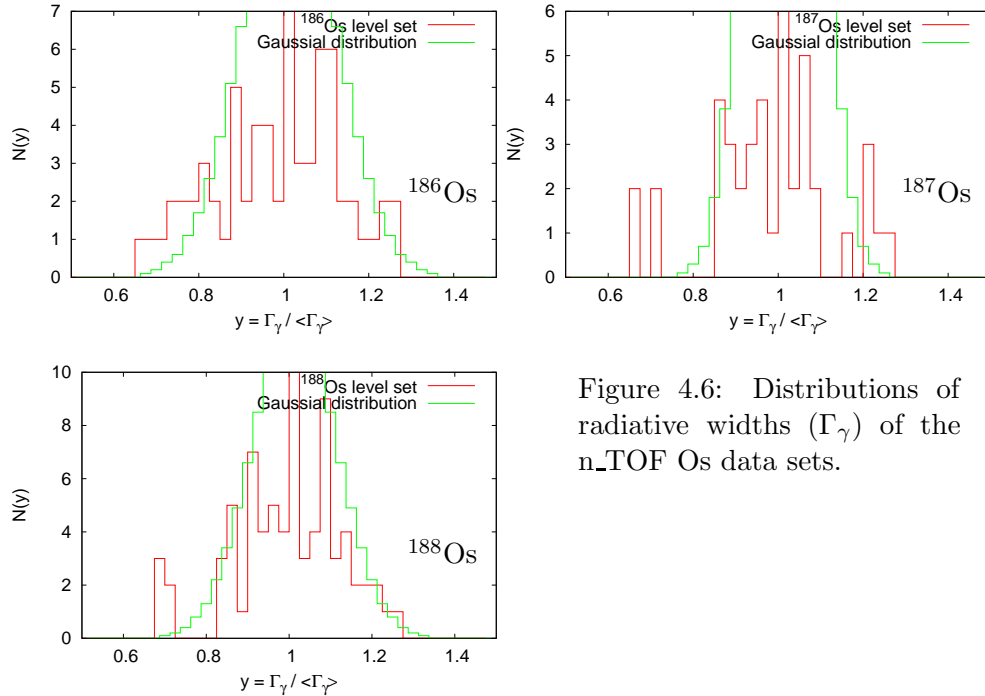 186Os level set
Gaussial distribution
N(y)
7
6
5
4
3
2
1
0
186Os
0.6 0.8 1 1.2 1.4
y = Γγ / <Γγ>
187Os level set
Gaussial distribution
N(y)
6
5
4
3
2
1
0
187Os
0.6 0.8 1 1.2 1.4
y = Γγ / <Γγ>
188Os level set
Gaussial distribution
N(y)
10
8
6
4
2
0
188Os
0.6 0.8 1 1.2 1.4
y = Γγ / <Γγ>
Figure 4.6: Distributions of
radiative widths (Γγ) of the
n_TOF Os data sets.